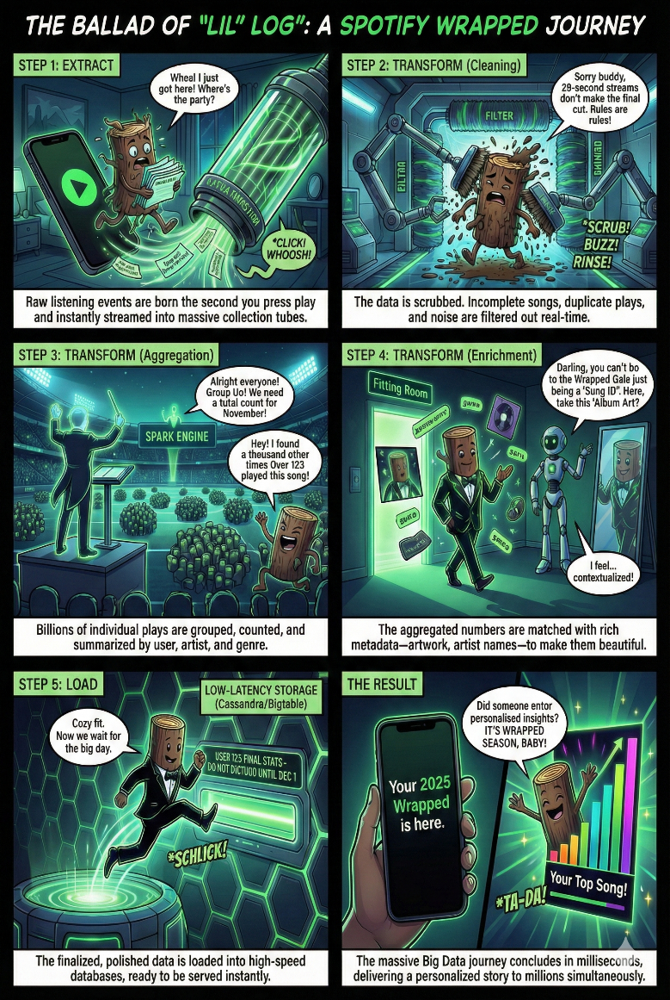 THE BALLAD OF "LIL" LOG": A SPOTIFY WRAPPED JOURNEY
STEP 1: EXTRACT
Wheal I just
got here! Where's
the party?
*CLICK!
WHOOSH!
Raw listening events are born the second you press play
and instantly streamed into massive collection tubes.
STEP 2: TRANSFORM (Cleaning)
Sorry buddy,
29-second streams
don't make the final
cut. Rules are
rules!
FILTER
*SCRUB!
BUZZ!
RINSE!
The data is scrubbed. Incomplete songs, duplicate plays,
and noise are filtered out real-time.
STEP 3: TRANSFORM (Aggregation)
Alright everyone!
Group Uo! We need
a tutal count for
November!
SPARK ENGINE
Hey! I found
a thousand other
times Over 123
played this song!
Billions of individual plays are grouped, counted, and
summarized by user, artist, and genre.
STEP 4: TRANSFORM (Enrichment)
Fitting Room
Darling, you can't bo
to the Wrapped Gale just
being a 'Sung ID". Here,
take this 'Album Art?
I feel...
contextualized!
The aggregated numbers are matched with rich
metadata—artwork, artist names—to make them beautiful.
STEP 5: LOAD
LOW-LATENCY STORAGE
(Cassandra/Bigtable)
Cozy fit.
Now we wait for
the big day.
USER 125 FINAL STATS-
DO NOT DICTUDO UNTIL DEC 1
*SCHLICK!
The finalized, polished data is loaded into high-speed
databases, ready to be served instantly.
THE RESULT
Did someone entor
personalised insights?
IT'S WRAPPED
SEASON, BABY!
Your 2025
Wrapped
is here.
Your Top Song!
*TA-DA!
The massive Big Data journey concludes in milliseconds,
delivering a personalized story to millions simultaneously.